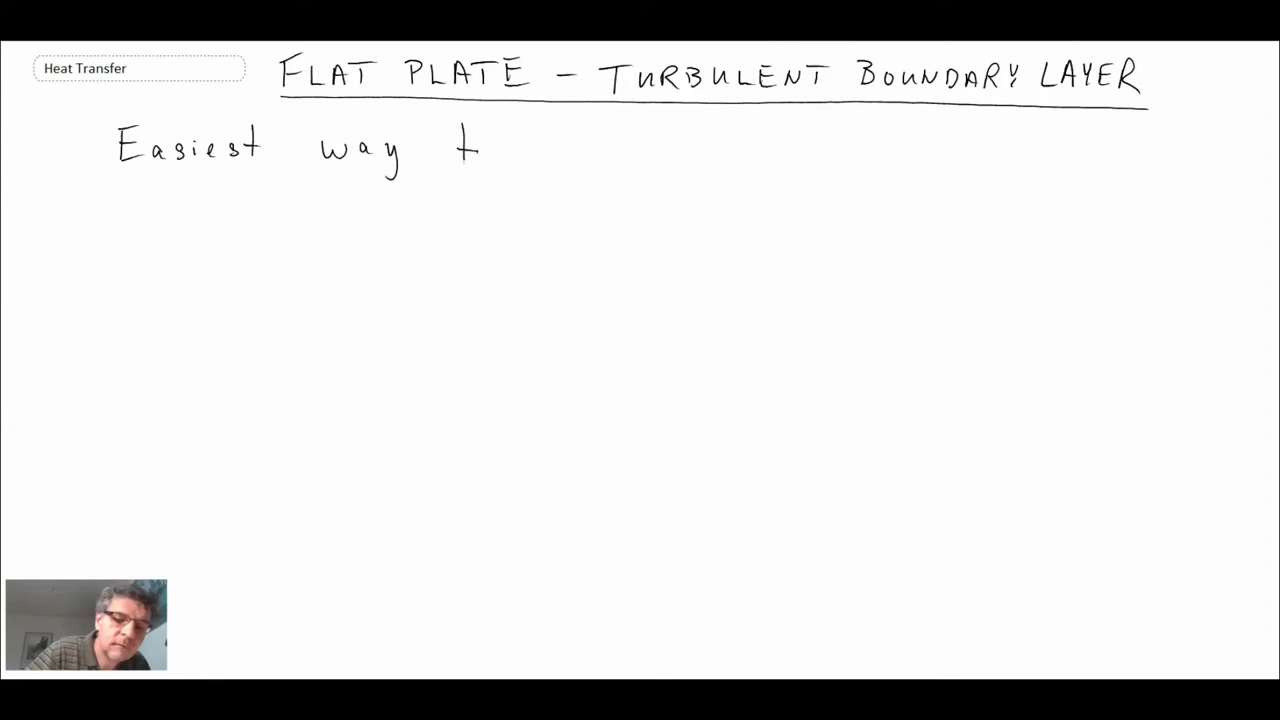 Heat Transfer
FLAT PLATE – TURBULENT BOUNDARY LAYER
Easiest way t